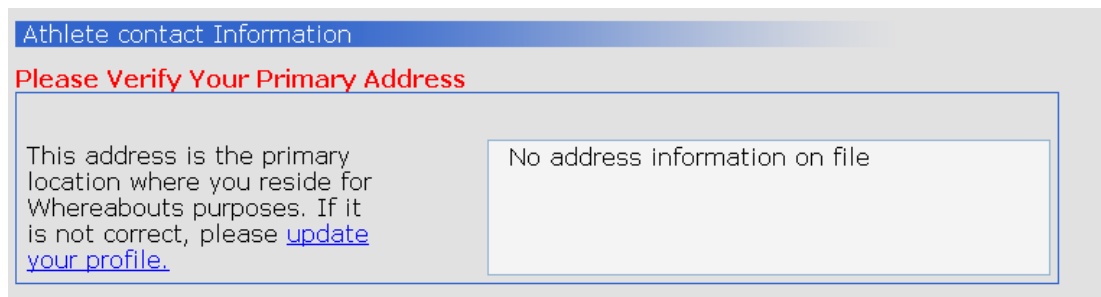 Athlete contact Information
Please Verify Your Primary Address
This address is the primary
location where you reside for
Whereabouts purposes. If it
is not correct, please update
your profile.
No address information on file